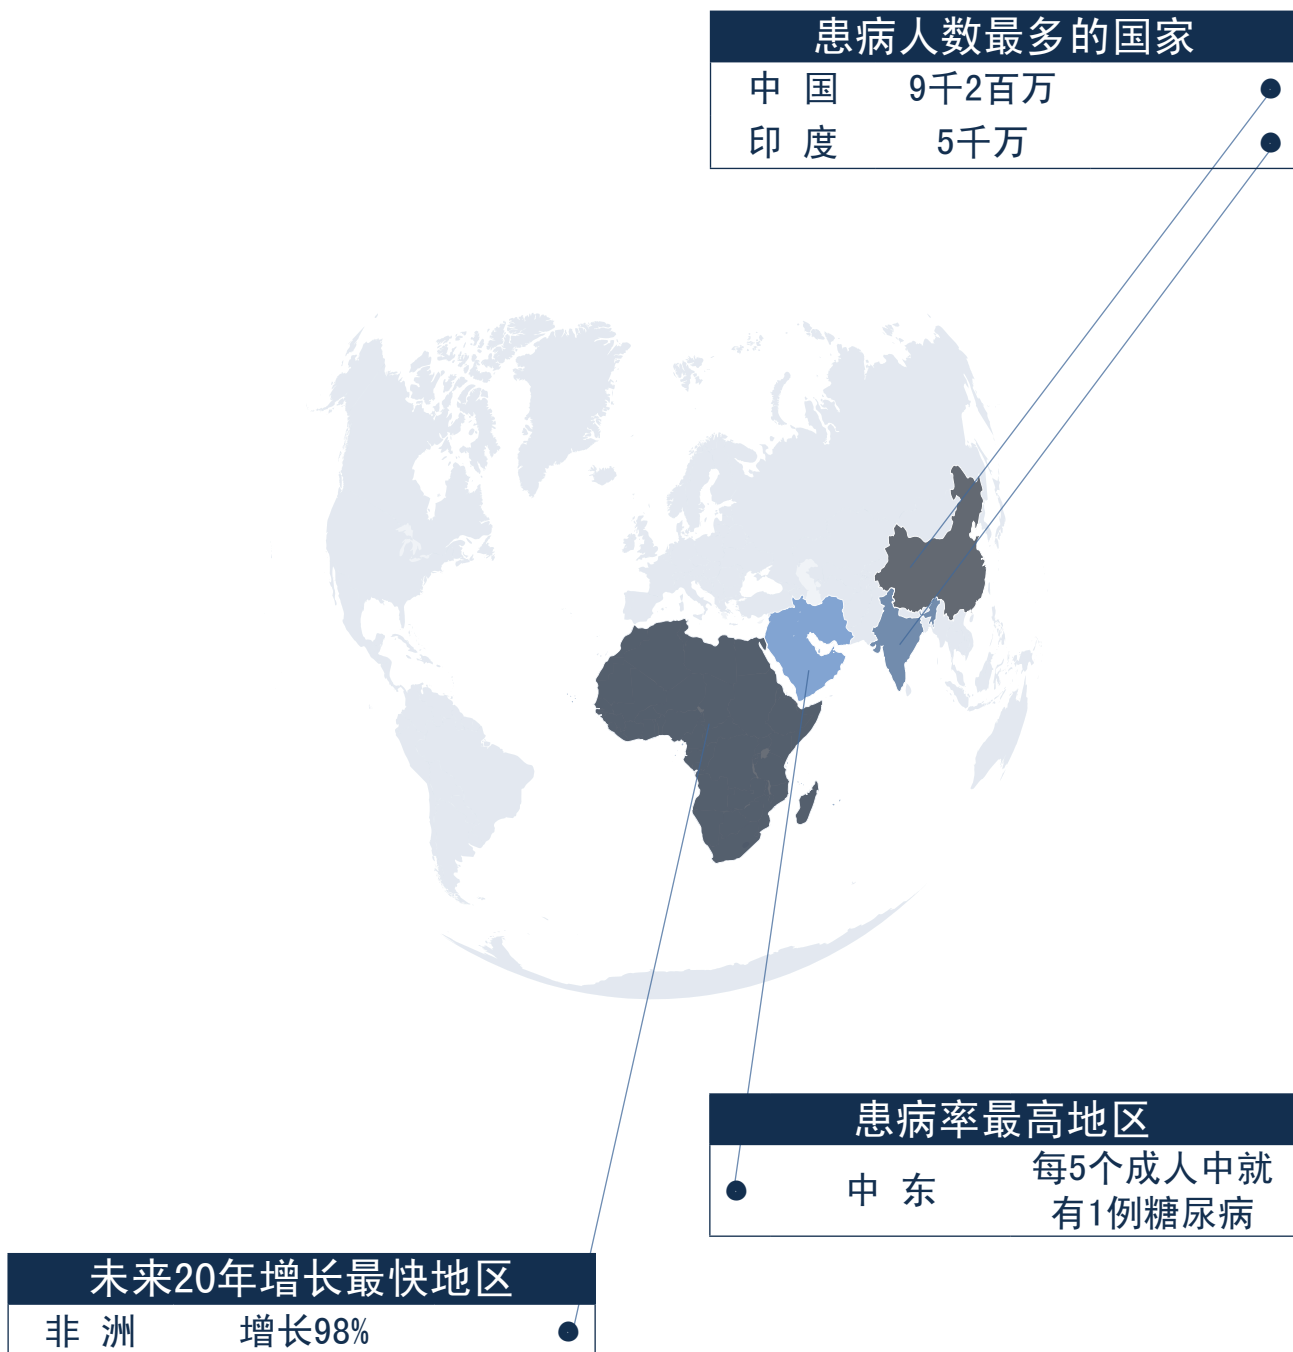 患病人数最多的国家
中 国 9千2百万
印 度 5千万
患病率最高地区
中 东 每5个成人中就
有1例糖尿病
未来20年增长最快地区
非 洲 增长98%